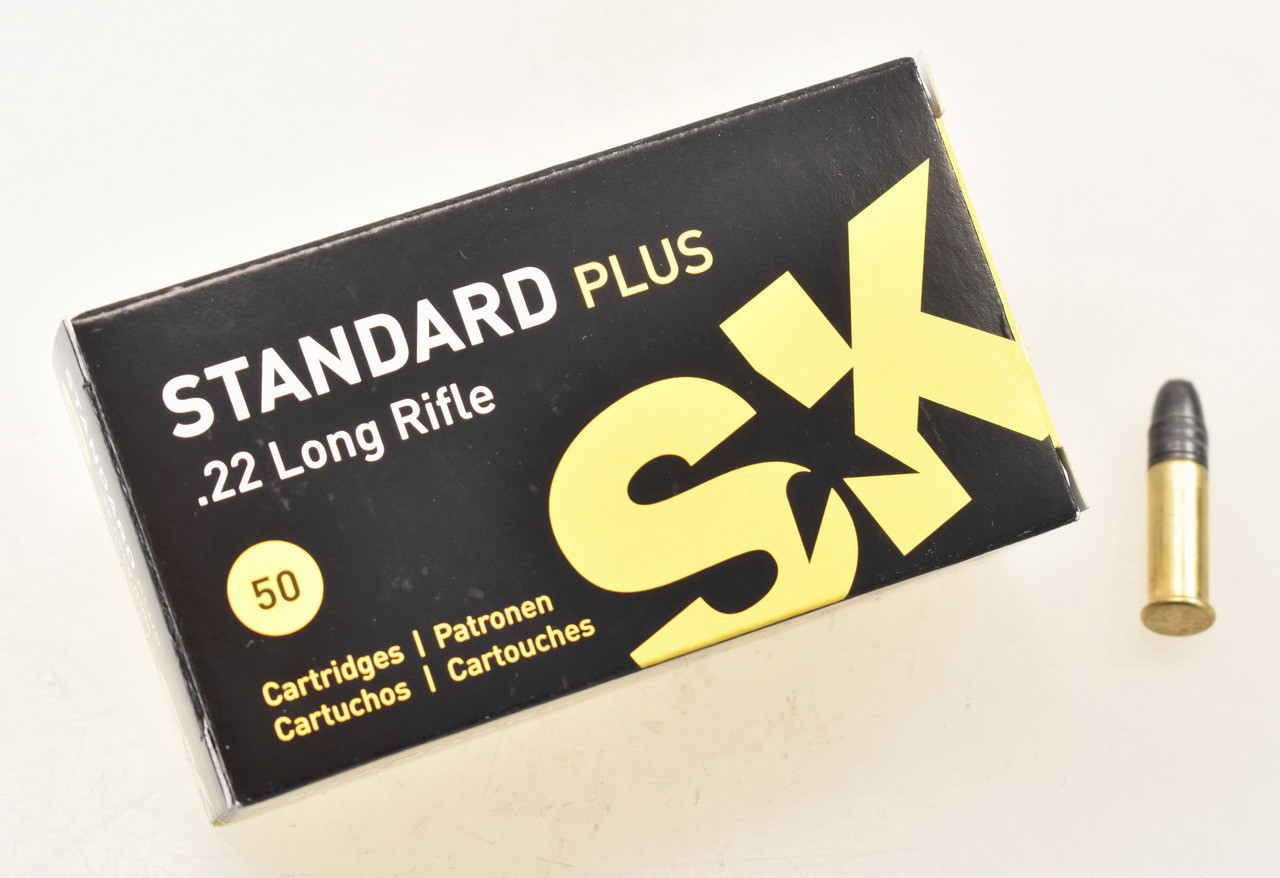 STANDARD PLUS
.22 Long Rifle
SK
50
Cartridges | Patronen
Cartuchos | Cartouches